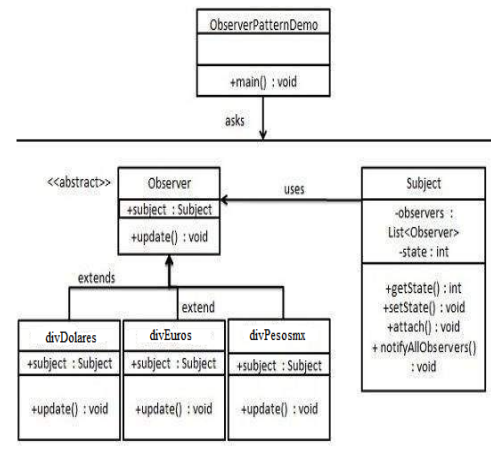 ObserverPatternDemo
+main() : void
asks
<<abstract>>
Observer
+subject : Subject
+update() : void
uses
Subject
-observers :
List<Observer>
-state : int
+getState() : int
+setState() : void
+attach() : void
+ notifyAllObservers()
: void
extends
extend
divDolares
+subject : Subject
+update() : void
divEuros
+subject : Subject
+update() : void
divPesosmx
+subject : Subject
+update() : void